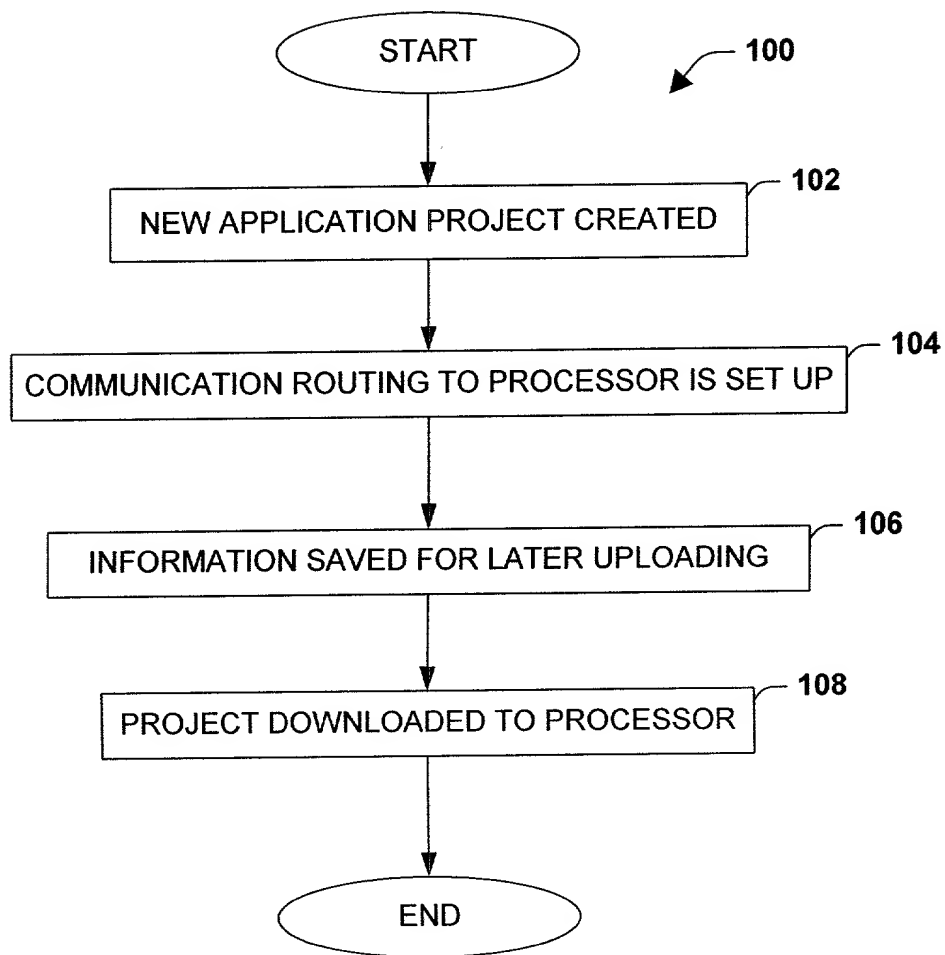 START
100
102
NEW APPLICATION PROJECT CREATED
104
COMMUNICATION ROUTING TO PROCESSOR IS SET UP
106
INFORMATION SAVED FOR LATER UPLOADING
108
PROJECT DOWNLOADED TO PROCESSOR
END